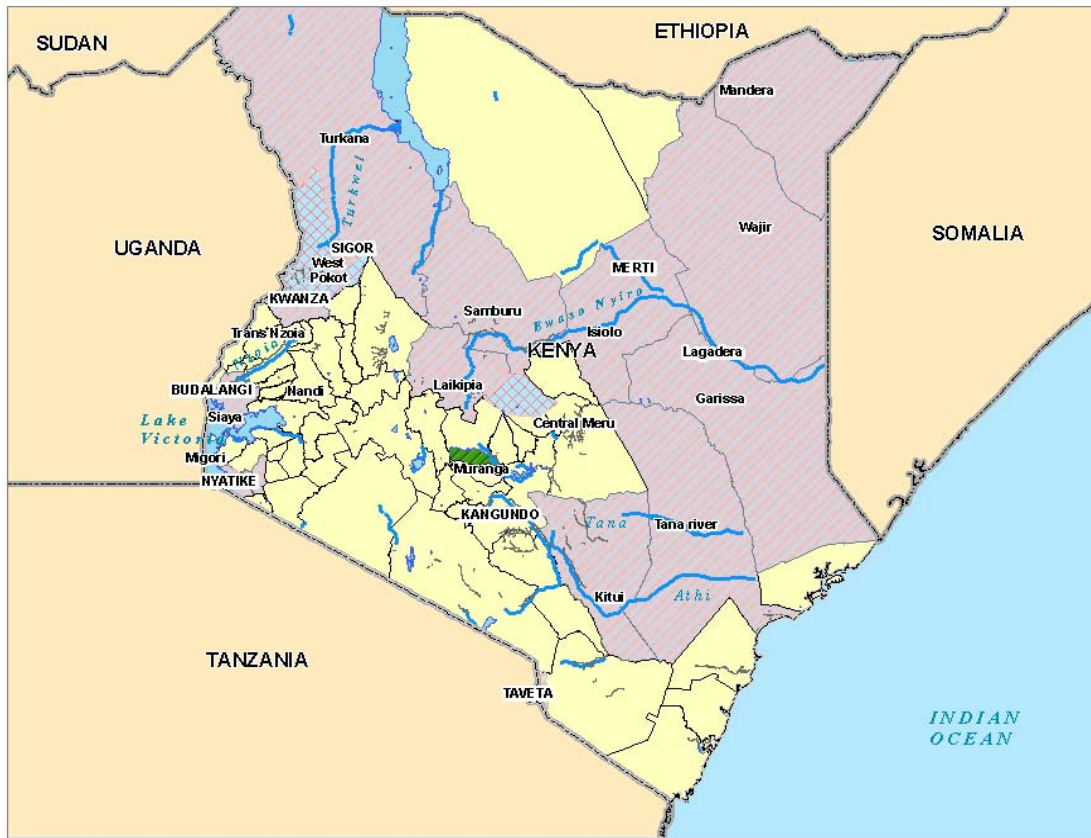 SUDAN
ETHIOPIA
Mandera
Turkana
Turkwel
Wajir
UGANDA
SIGOR
SOMALIA
West
Pokot
MERTI
KWANZA
Samburu
Ewaso Nyiro
Trans'Nzoia
Isiolo
Nzoia
KENYA
Lagadera
BUDALANGI
Nandi
Laikipia
Garissa
Siaya
Lake
Victoria
Central Meru
Migori
Muranga
NYATIKE
KANGUNDO
Tana
Tana river
Kitui
Athi
TANZANIA
TAVETA
INDIAN
OCEAN